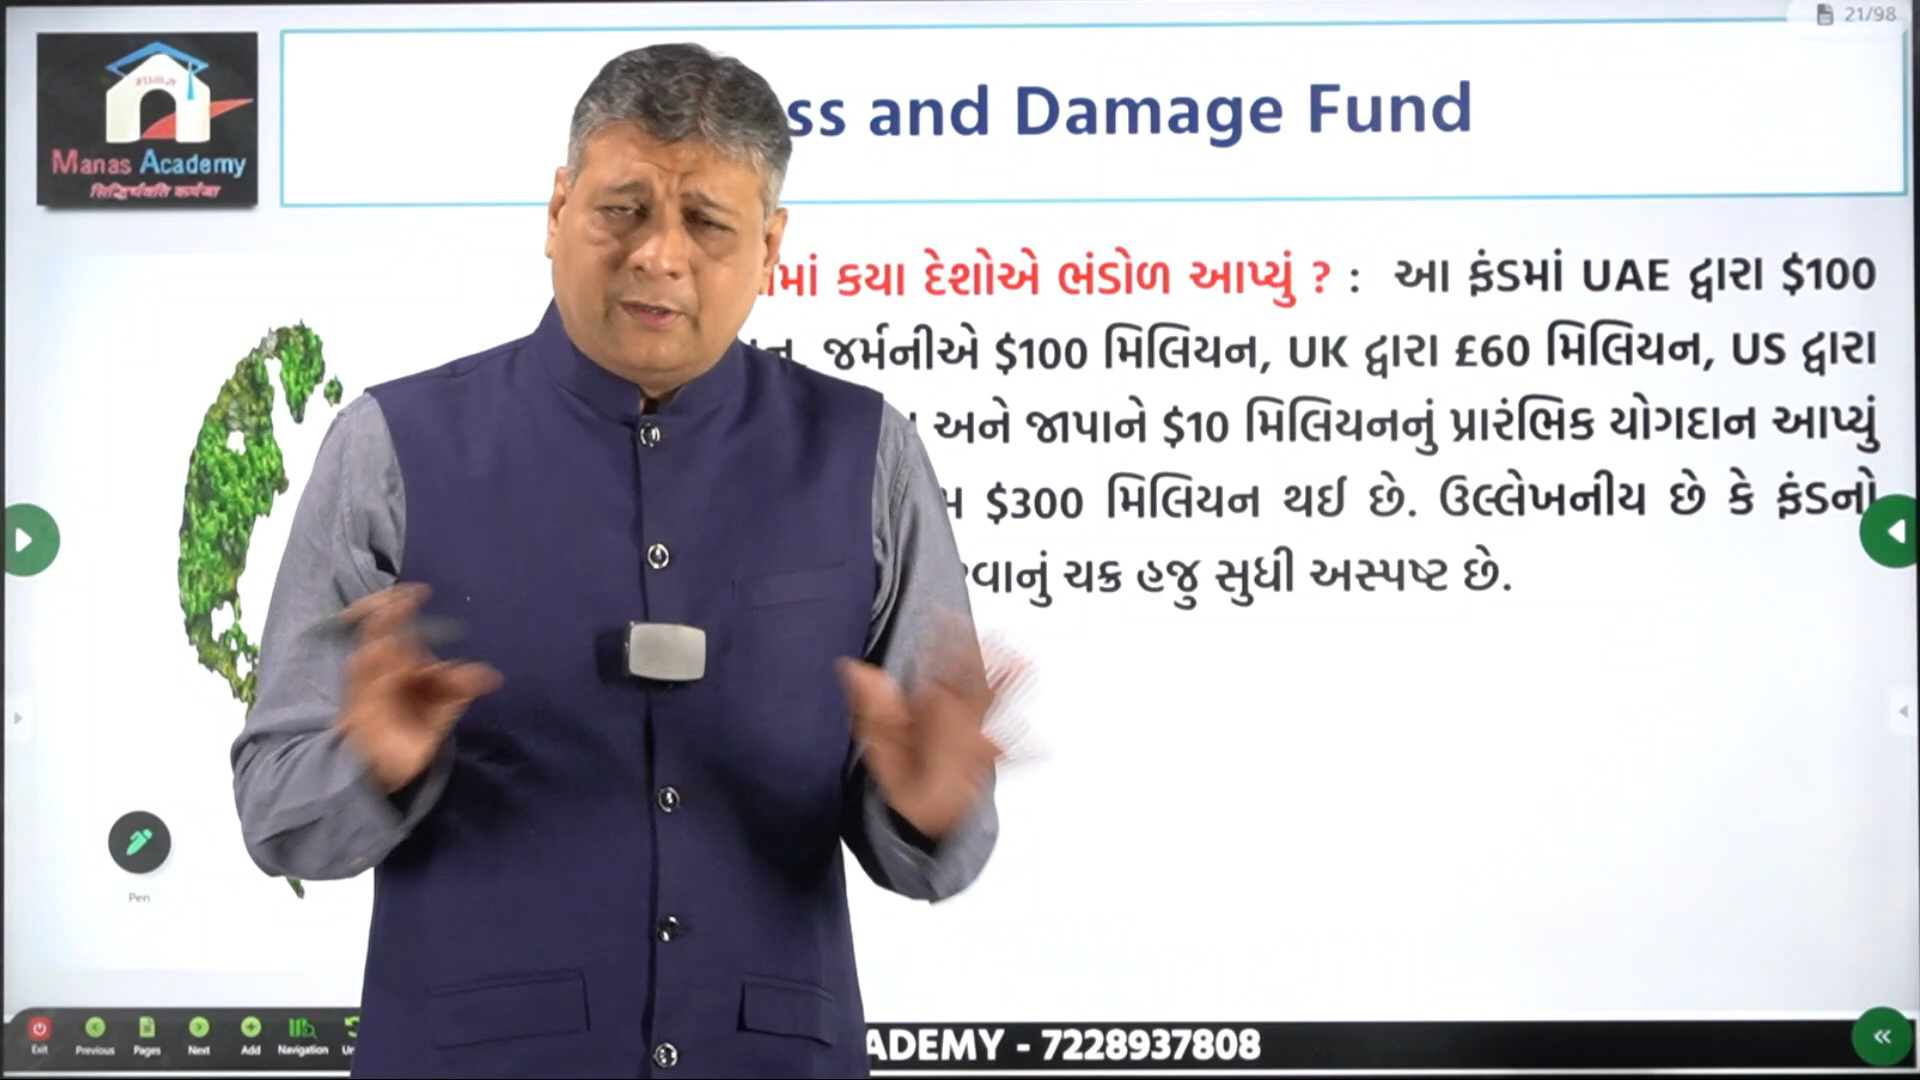 21/98
Manas Academy
ss and Damage Fund
કયા દેશોએ ભંડોળ આપ્યું ? : આ ફંડમાં UAE દ્વારા $100
જર્મનીએ $100 મિલિયન, UK દ્વારા £60 મિલિયન, US દ્વારા
અને જાપાને $10 મિલિયનનું પ્રારંભિક યોગદાન આપ્યું
$300 મિલિયન થઈ છે. ઉલ્લેખનીય છે કે ફંડનો
ચક્ર હજુ સુધી અસ્પષ્ટ છે.
Pen
Exit Previous Pages Next Add Navigation
ADEMY - 7228937808